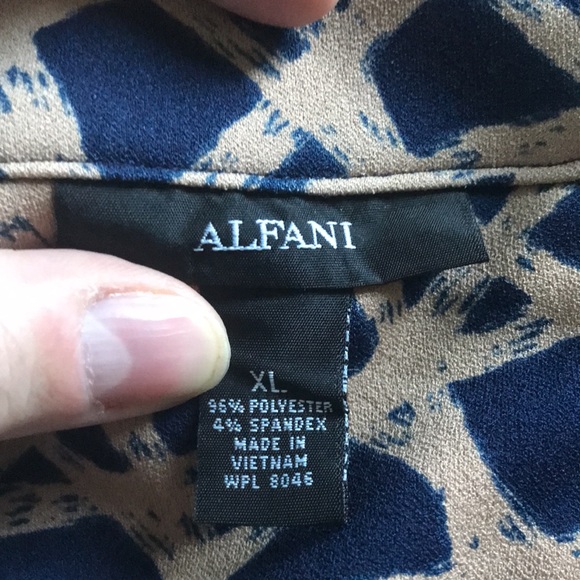 ALFANI
XL
96% POLYESTER
4% SPANDEX
MADE IN
VIETNAM
WPL 8046